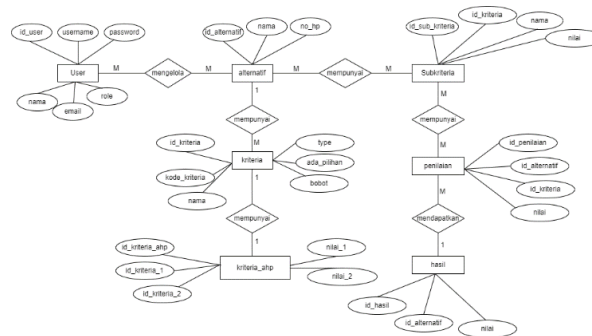 id_user
username
password
User
nama
email
role
M
mengelola
M
id_alternatif
nama
no_hp
alternatif
M
mempunyai
M
id_sub_kriteria
id_kriteria
nama
nilai
Subkriteria
1
mempunyai
M
id_kriteria
kode_kriteria
nama
kriteria
type
ada_pilihan
bobot
1
mempunyai
1
id_kriteria_ahp
id_kriteria_1
id_kriteria_2
kriteria_ahp
nilai_1
nilai_2
M
mempunyai
M
penilaian
id_penilaian
id_alternatif
id_kriteria
nilai
M
mendapatkan
1
hasil
id_hasil
id_alternatif
nilai